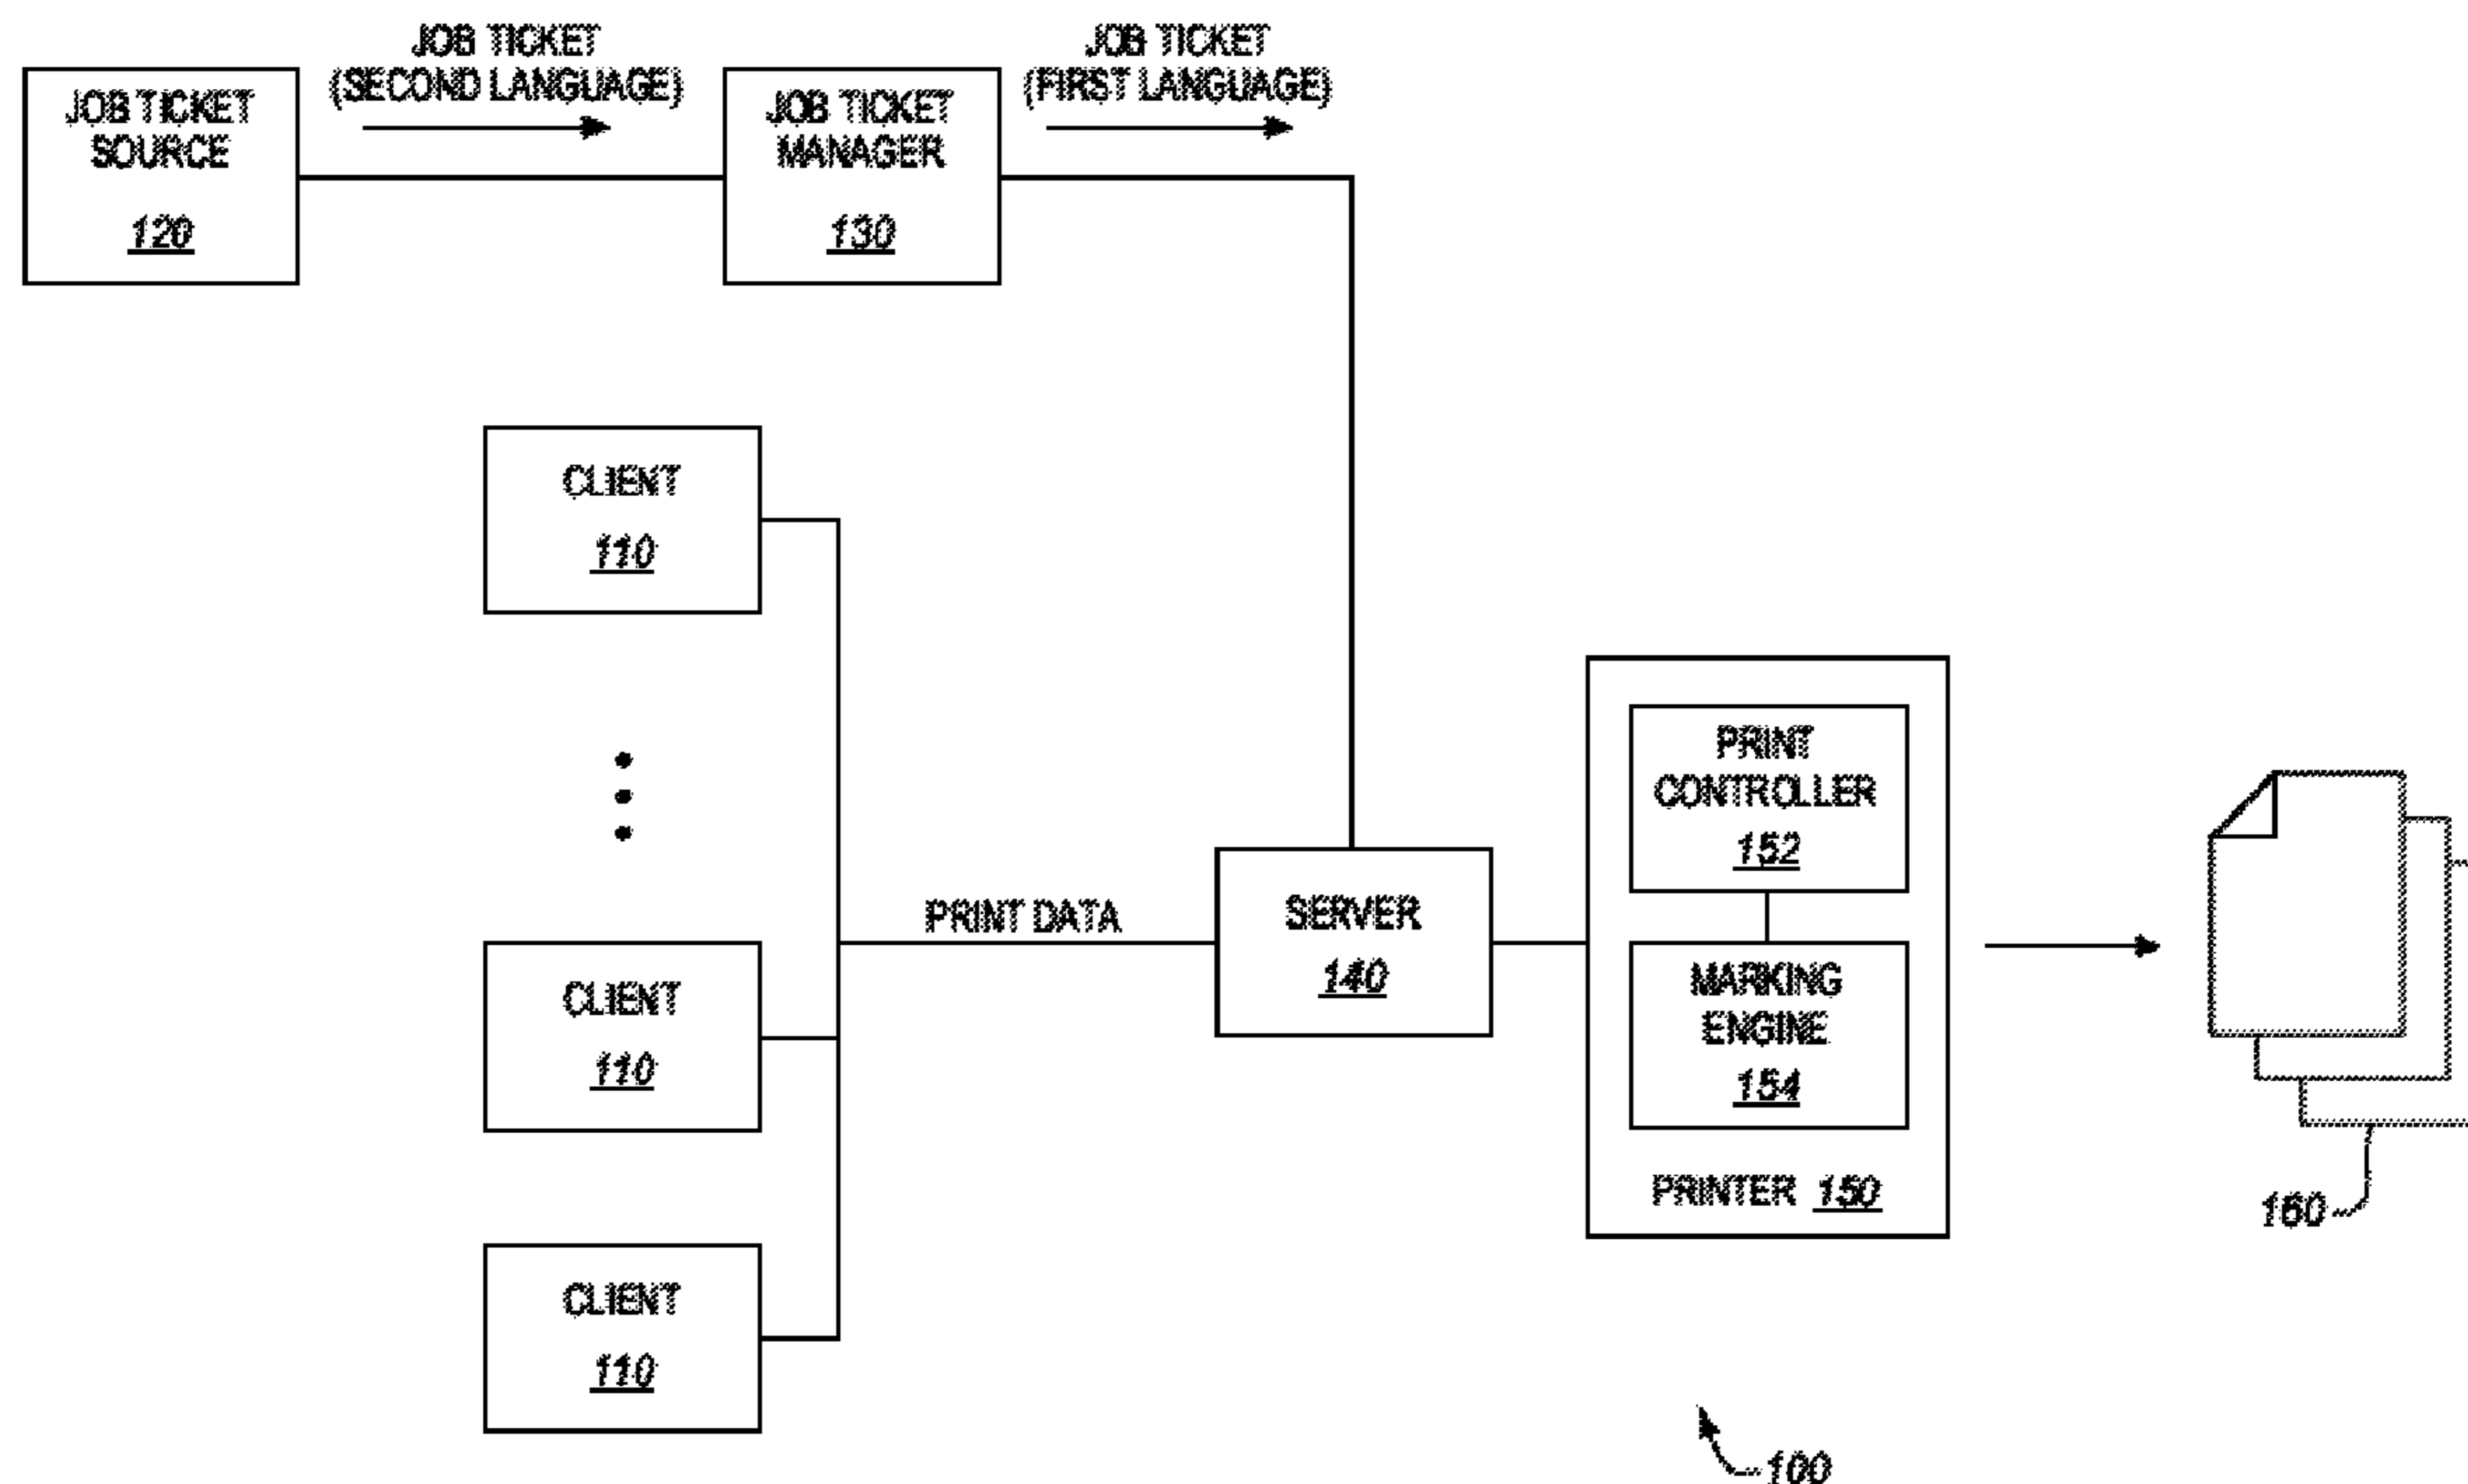 JOB TICKET
(SECOND LANGUAGE)
JOB TICKET
(FIRST LANGUAGE)
JOB TICKET
SOURCE
120
JOB TICKET
MANAGER
130
CLIENT
110
CLIENT
110
CLIENT
110
PRINT DATA
SERVER
140
PRINT
CONTROLLER
152
MARKING
ENGINE
154
PRINTER 150
160
100